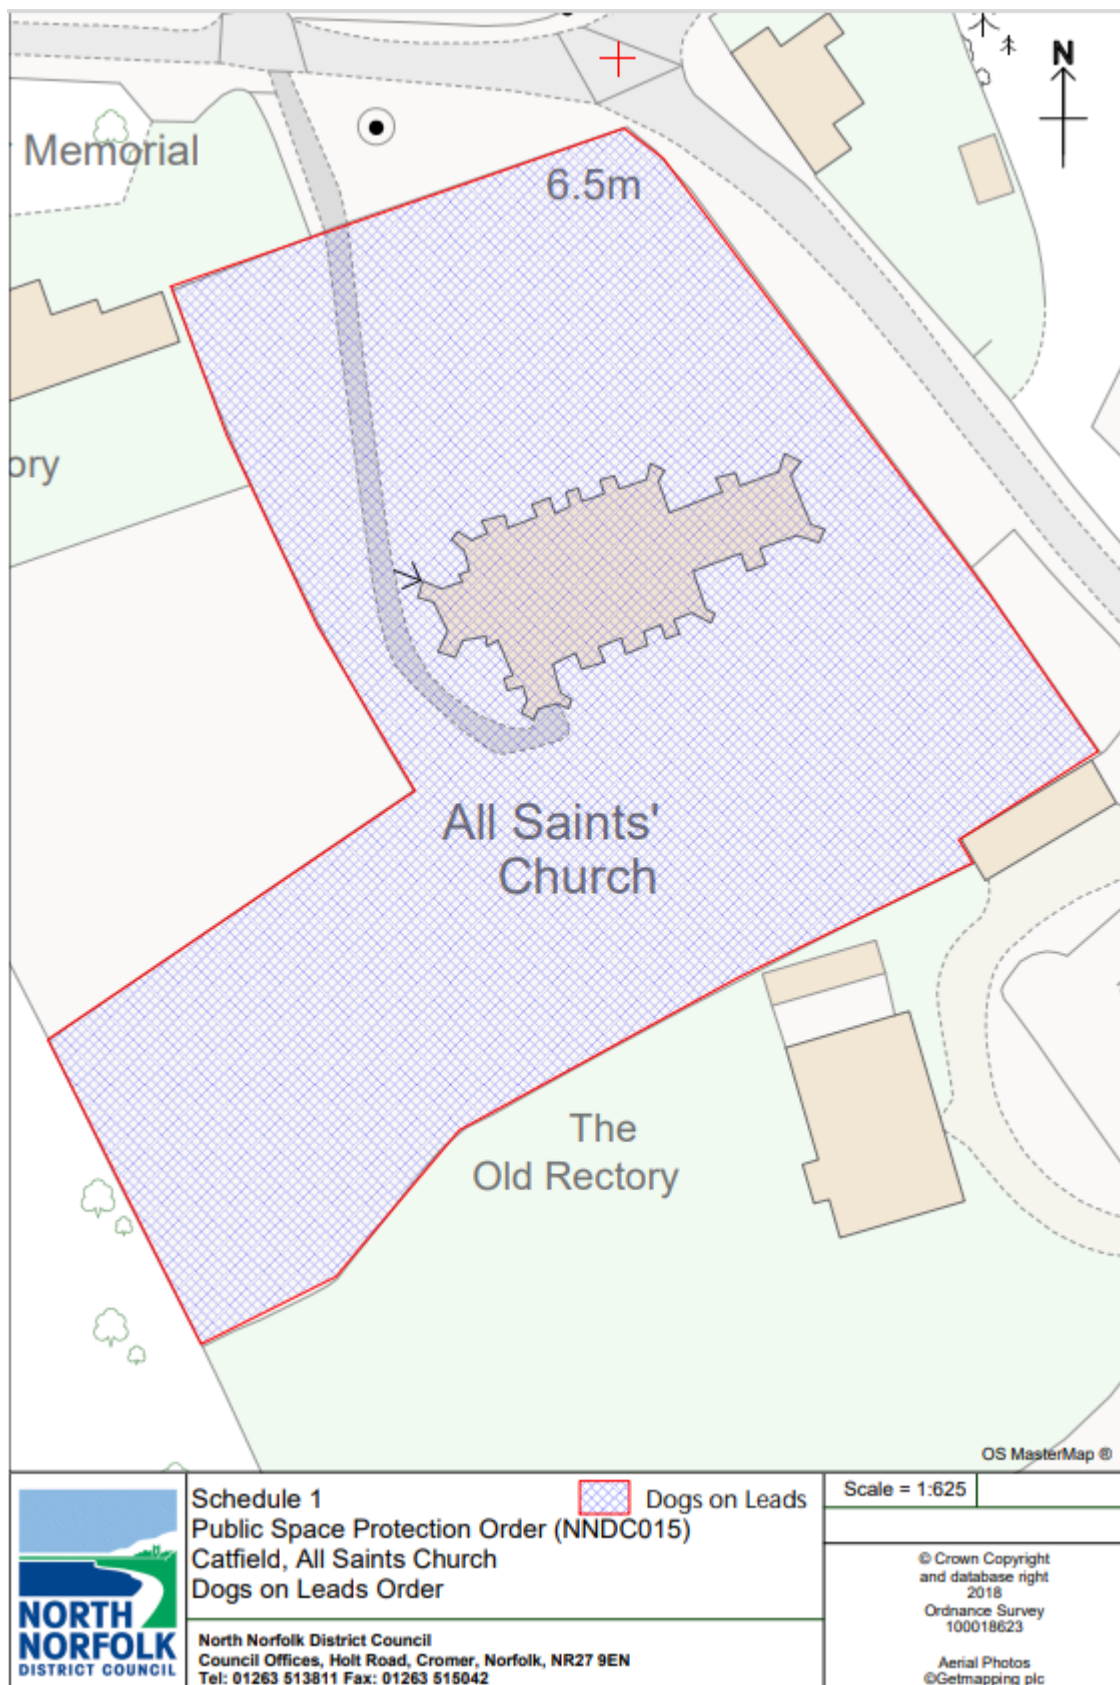 N
Memorial
6.5m
ory
All Saints'
Church
The
Old Rectory
OS MasterMap ®
NORTH
NORFOLK
DISTRICT COUNCIL
Schedule 1
Dogs on Leads
Public Space Protection Order (NNDC015)
Catfield, All Saints Church
Dogs on Leads Order
North Norfolk District Council
Council Offices, Holt Road, Cromer, Norfolk, NR27 9EN
Tel: 01263 513811 Fax: 01263 515042
Scale = 1:625
© Crown Copyright
and database right
2018
Ordnance Survey
100018623
Aerial Photos
©Getmapping plc